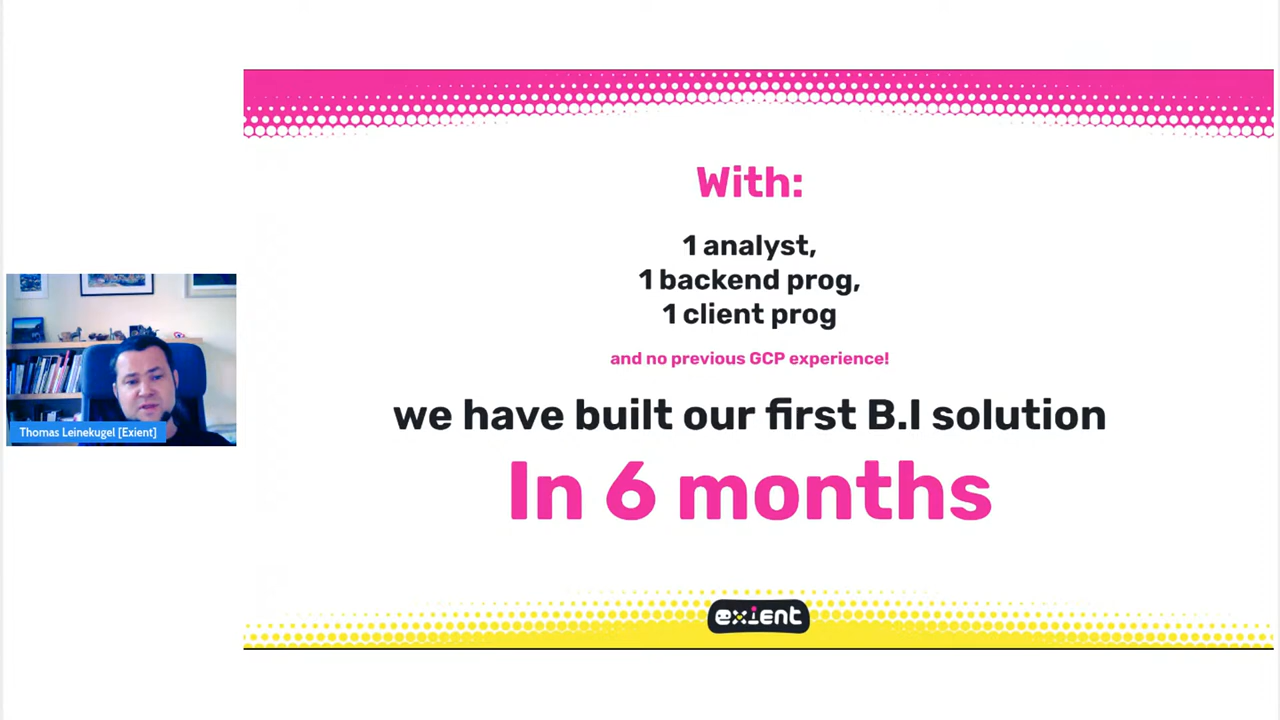 With:
1 analyst,
1 backend prog,
1 client prog
and no previous GCP experience!
we have built our first B.I solution
In 6 months
Thomas Leinekugel [Exient]
exient